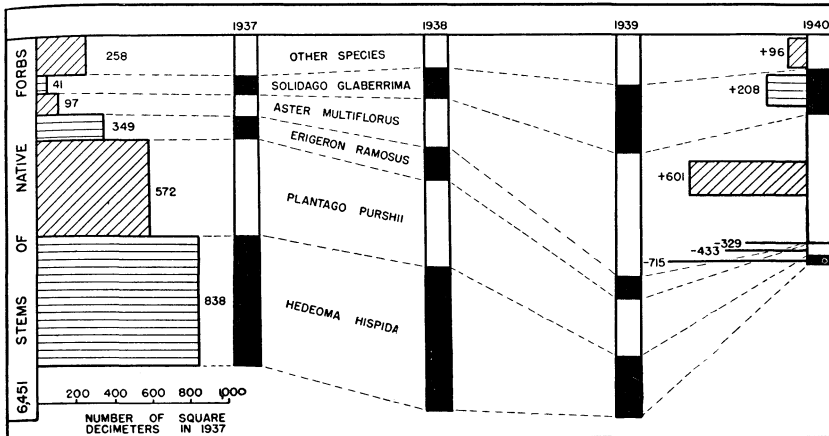 1937
1938
1939
1940
6,451 STEMS OF NATIVE FORBS
258
OTHER SPECIES
+96
41
SOLIDAGO GLABERRIMA
+208
97
ASTER MULTIFLORUS
349
ERIGERON RAMOSUS
572
PLANTAGO PURSHII
+601
-329
-433
-715
838
HEDEOMA HISPIDA
200 400 600 800 1000
NUMBER OF SQUARE
DECIMETERS IN 1937